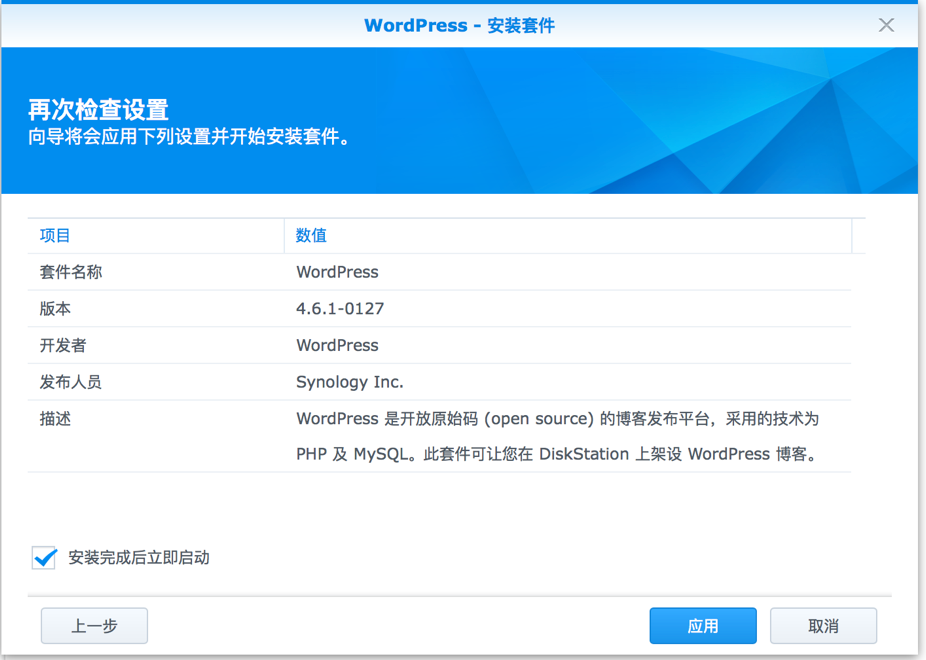 WordPress - 安装套件
再次检查设置
向导将会应用下列设置并开始安装套件。
项目 数值
套件名称 WordPress
版本 4.6.1-0127
开发者 WordPress
发布人员 Synology Inc.
描述 WordPress 是开放原始码 (open source) 的博客发布平台，采用的技术为
PHP 及 MySQL。此套件可让您在 DiskStation 上架设 WordPress 博客。
安装完成后立即启动
上一步 应用 取消